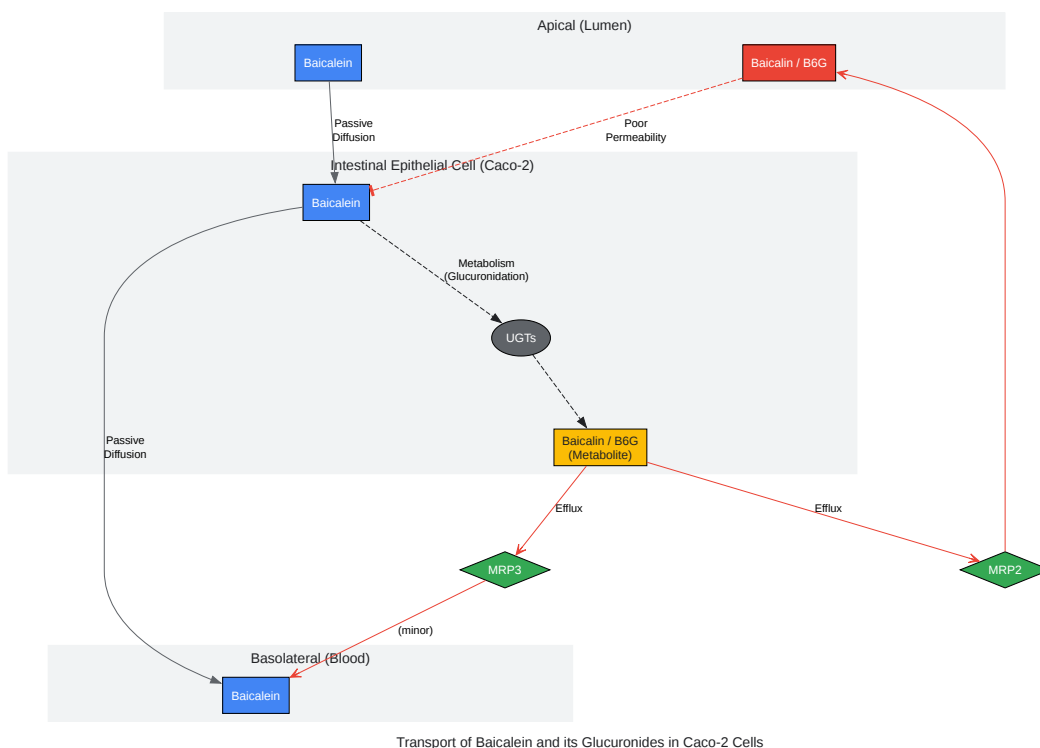 Apical (Lumen)
Baicalein
Baicalin / B6G
Passive
Diffusion
Poor
Permeability
Intestinal Epithelial Cell (Caco-2)
Baicalein
Metabolism
(Glucuronidation)
UGTs
Baicalin / B6G
(Metabolite)
Passive
Diffusion
Efflux
Efflux
MRP3
MRP2
(minor)
Basolateral (Blood)
Baicalein
Transport of Baicalein and its Glucuronides in Caco-2 Cells